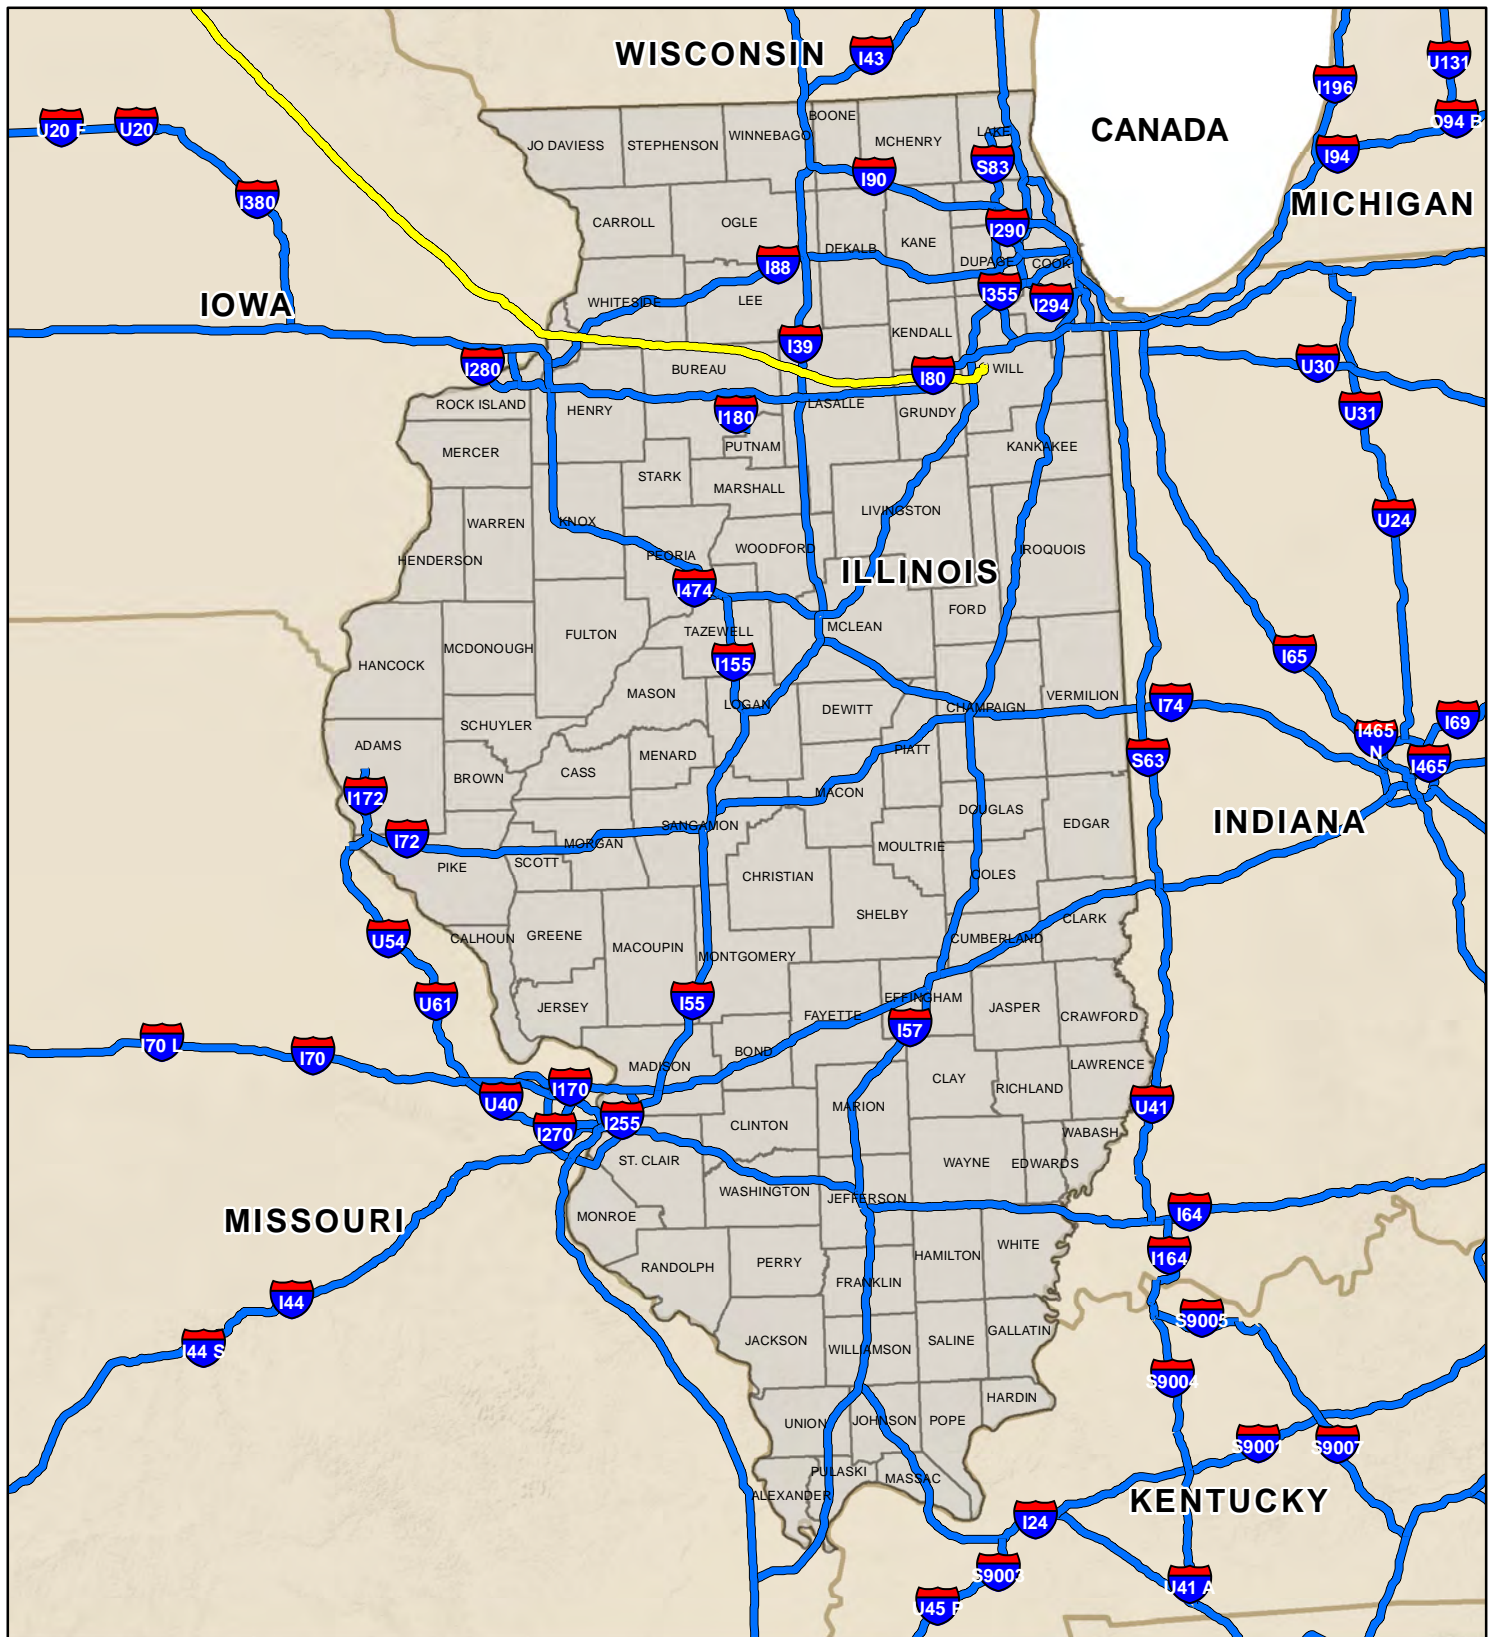 WISCONSIN
I43
U131
I196
CANADA
U20 F
U20
BOONE
O94 B
WINNEBAGO
LAKE
JO DAVIESS
STEPHENSON
MCHENRY
I94
S83
I90
I380
MICHIGAN
CARROLL
OGLE
I290
KANE
DEKALB
DUPAGE
COOK
I88
I355
I294
IOWA
WHITESIDE
LEE
KENDALL
I39
I280
BUREAU
I80
WILL
U30
ROCK ISLAND
HENRY
I180
LASALLE
GRUNDY
U31
MERCER
PUTNAM
KANKAKEE
STARK
MARSHALL
WARREN
KNOX
LIVINGSTON
U24
HENDERSON
PEORIA
WOODFORD
IROQUOIS
ILLINOIS
I474
FORD
FULTON
TAZEWELL
MCLEAN
MCDONOUGH
HANCOCK
I155
I65
MASON
LOGAN
DEWITT
CHAMPAIGN
VERMILION
I74
I69
SCHUYLER
I465
N
ADAMS
MENARD
PIATT
S63
I465
BROWN
CASS
I172
MACON
DOUGLAS
INDIANA
SANGAMON
EDGAR
I72
MORGAN
MOULTRIE
PIKE
SCOTT
CHRISTIAN
COLES
SHELBY
CLARK
U54
CALHOUN
GREENE
MACOUPIN
CUMBERLAND
MONTGOMERY
U61
I55
EFFINGHAM
JERSEY
FAYETTE
JASPER
CRAWFORD
I57
I70 L
I70
BOND
MADISON
LAWRENCE
CLAY
RICHLAND
I170
U40
MARION
U41
I255
I270
CLINTON
WABASH
ST. CLAIR
WAYNE
EDWARDS
WASHINGTON
JEFFERSON
MISSOURI
MONROE
I64
WHITE
I164
RANDOLPH
PERRY
HAMILTON
FRANKLIN
I44
S9005
JACKSON
SALINE
GALLATIN
I44 S
WILLIAMSON
S9004
HARDIN
UNION
JOHNSON
POPE
S9001
S9007
PULASKI
MASSAC
ALEXANDER
KENTUCKY
I24
S9003
U41 A
U45 F